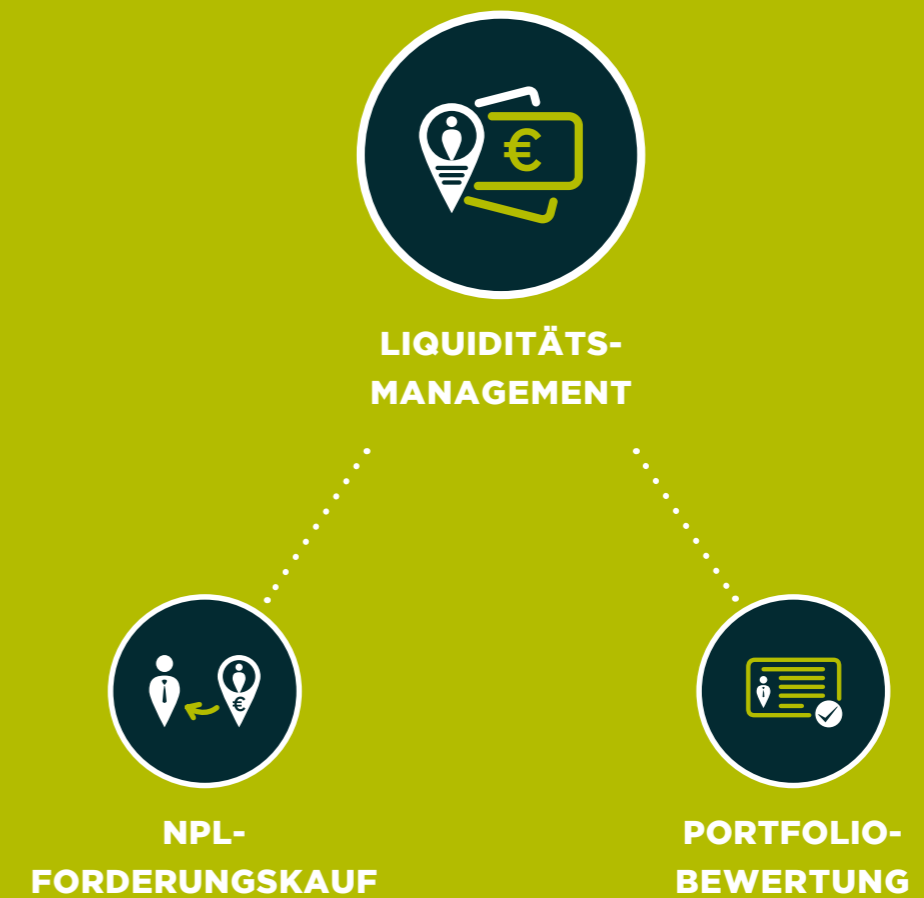 €
LIQUIDITÄTS-
MANAGEMENT
€
NPL-
FORDERUNGSKAUF
PORTFOLIO-
BEWERTUNG